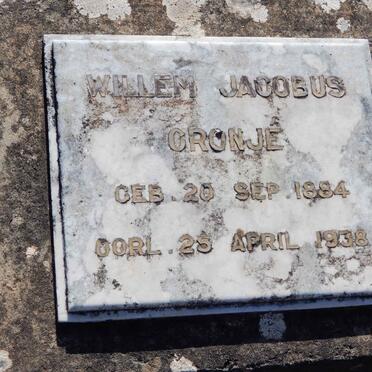 WILLEM JACOBUS
CRONJÉ
GEB. 20 SEP. 1884
OORL. 25 APRIL 1938